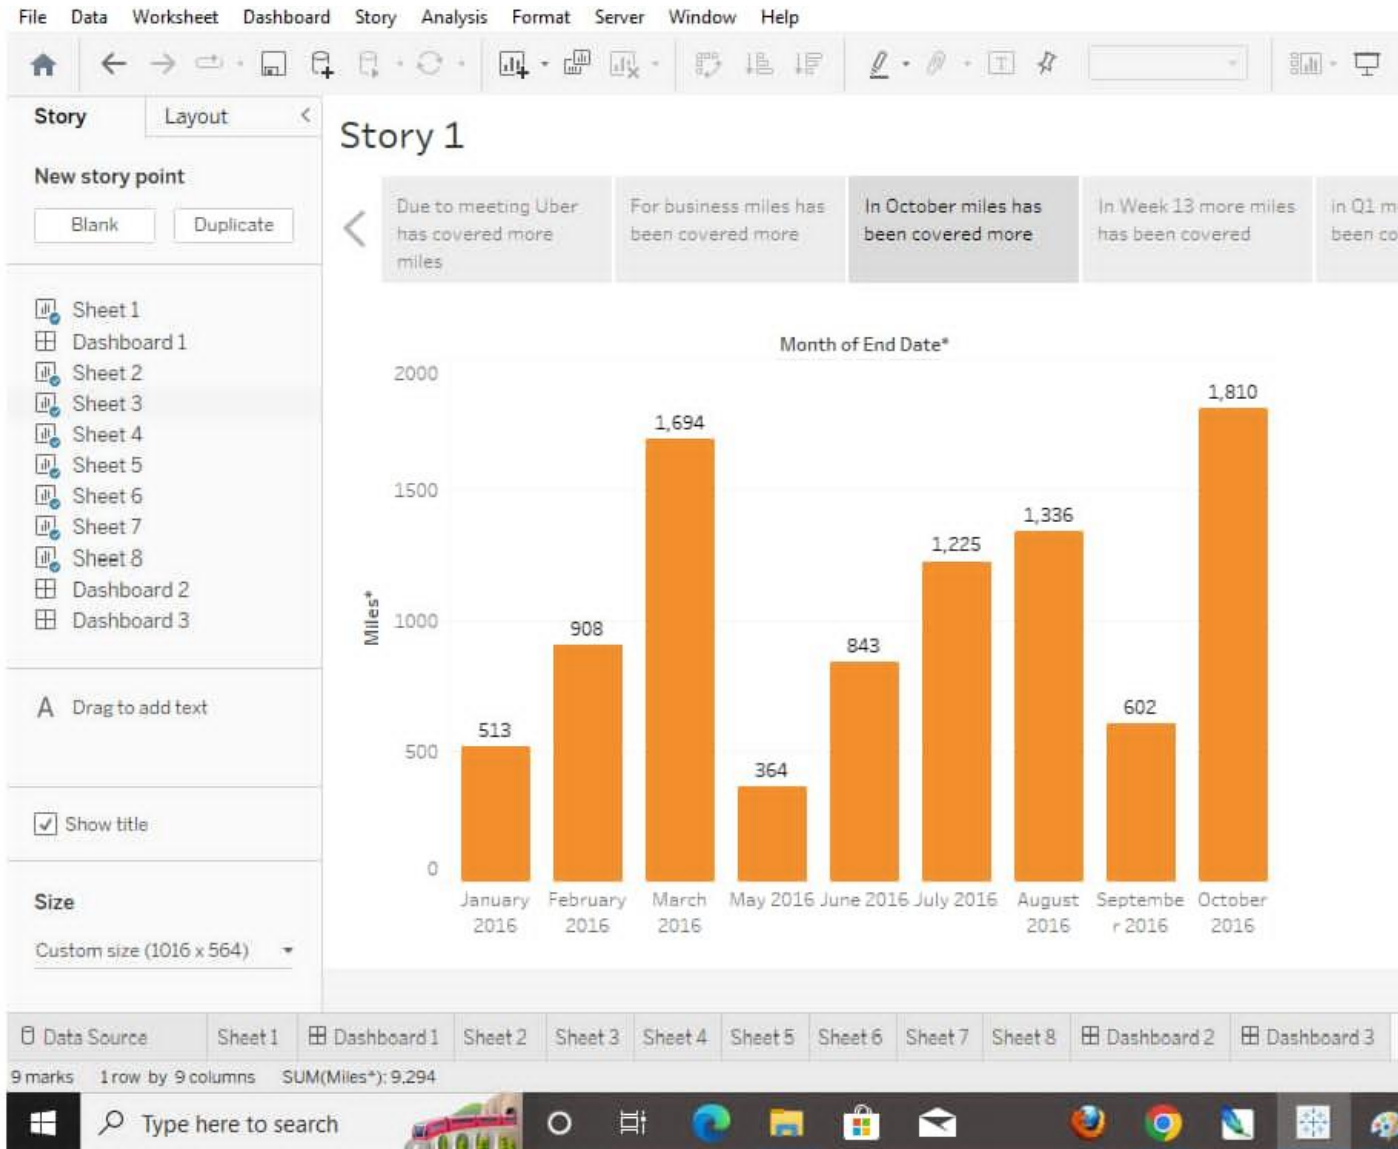 File Data Worksheet Dashboard Story Analysis Format Server Window Help
Story Layout
New story point
Blank Duplicate
Sheet 1
Dashboard 1
Sheet 2
Sheet 3
Sheet 4
Sheet 5
Sheet 6
Sheet 7
Sheet 8
Dashboard 2
Dashboard 3
A Drag to add text
Show title
Size
Custom size (1016 x 564)
Story 1
Due to meeting Uber
has covered more
miles
For business miles has
been covered more
In October miles has
been covered more
In Week 13 more miles
has been covered
in Q1 m
been co
Month of End Date*
Miles*
2000
1500
1000
500
0
513
908
1,694
364
843
1,225
1,336
602
1,810
January
2016
February
2016
March
2016
May 2016
June 2016
July 2016
August
2016
Septembe
r 2016
October
2016
Data Source Sheet 1 Dashboard 1 Sheet 2 Sheet 3 Sheet 4 Sheet 5 Sheet 6 Sheet 7 Sheet 8 Dashboard 2 Dashboard 3
9 marks 1 row by 9 columns SUM(Miles*): 9,294
Type here to search